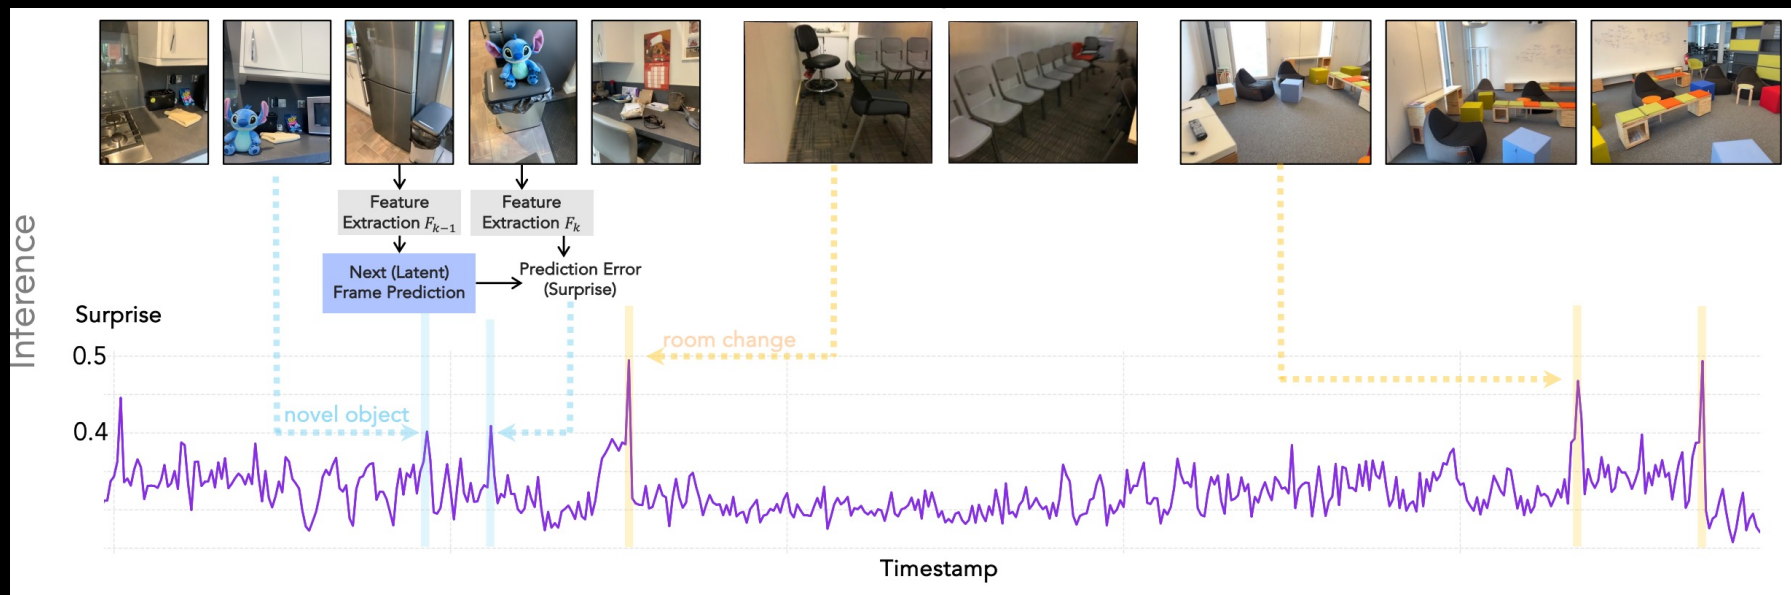 Inference
Feature
Extraction F_{k-1}
Feature
Extraction F_k
Next (Latent)
Frame Prediction
Prediction Error
(Surprise)
Surprise
0.5
room change
novel object
0.4
Timestamp